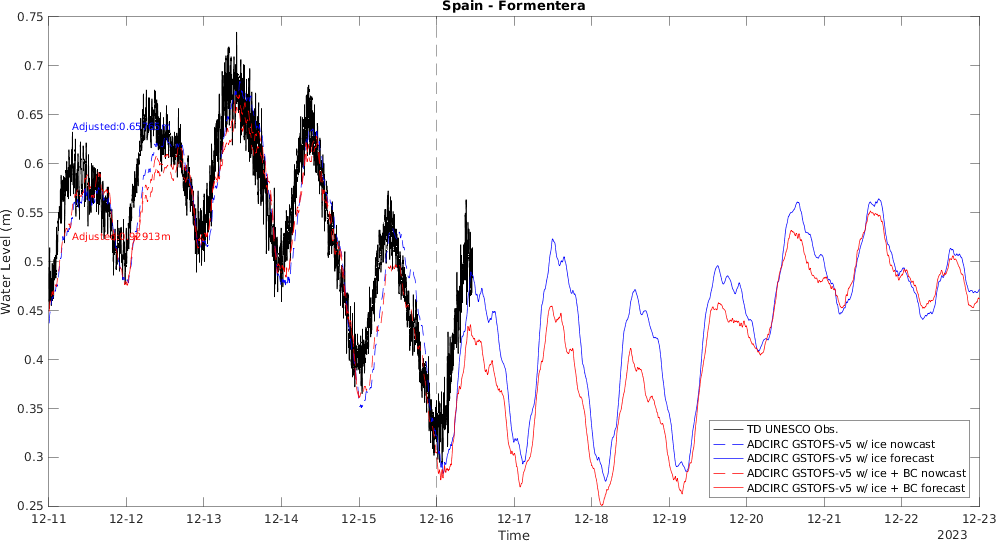 Spain - Formentera
Water Level (m)
0.75
0.7
0.65
0.6
0.55
0.5
0.45
0.4
0.35
0.3
0.25
Adjusted:0.65
Adjusted: 92913m
TD UNESCO Obs.
ADCIRC GSTOFS-v5 w/ ice nowcast
ADCIRC GSTOFS-v5 w/ ice forecast
ADCIRC GSTOFS-v5 w/ ice + BC nowcast
ADCIRC GSTOFS-v5 w/ ice + BC forecast
12-11 12-12 12-13 12-14 12-15 12-16 12-17 12-18 12-19 12-20 12-21 12-22 12-23
Time
2023